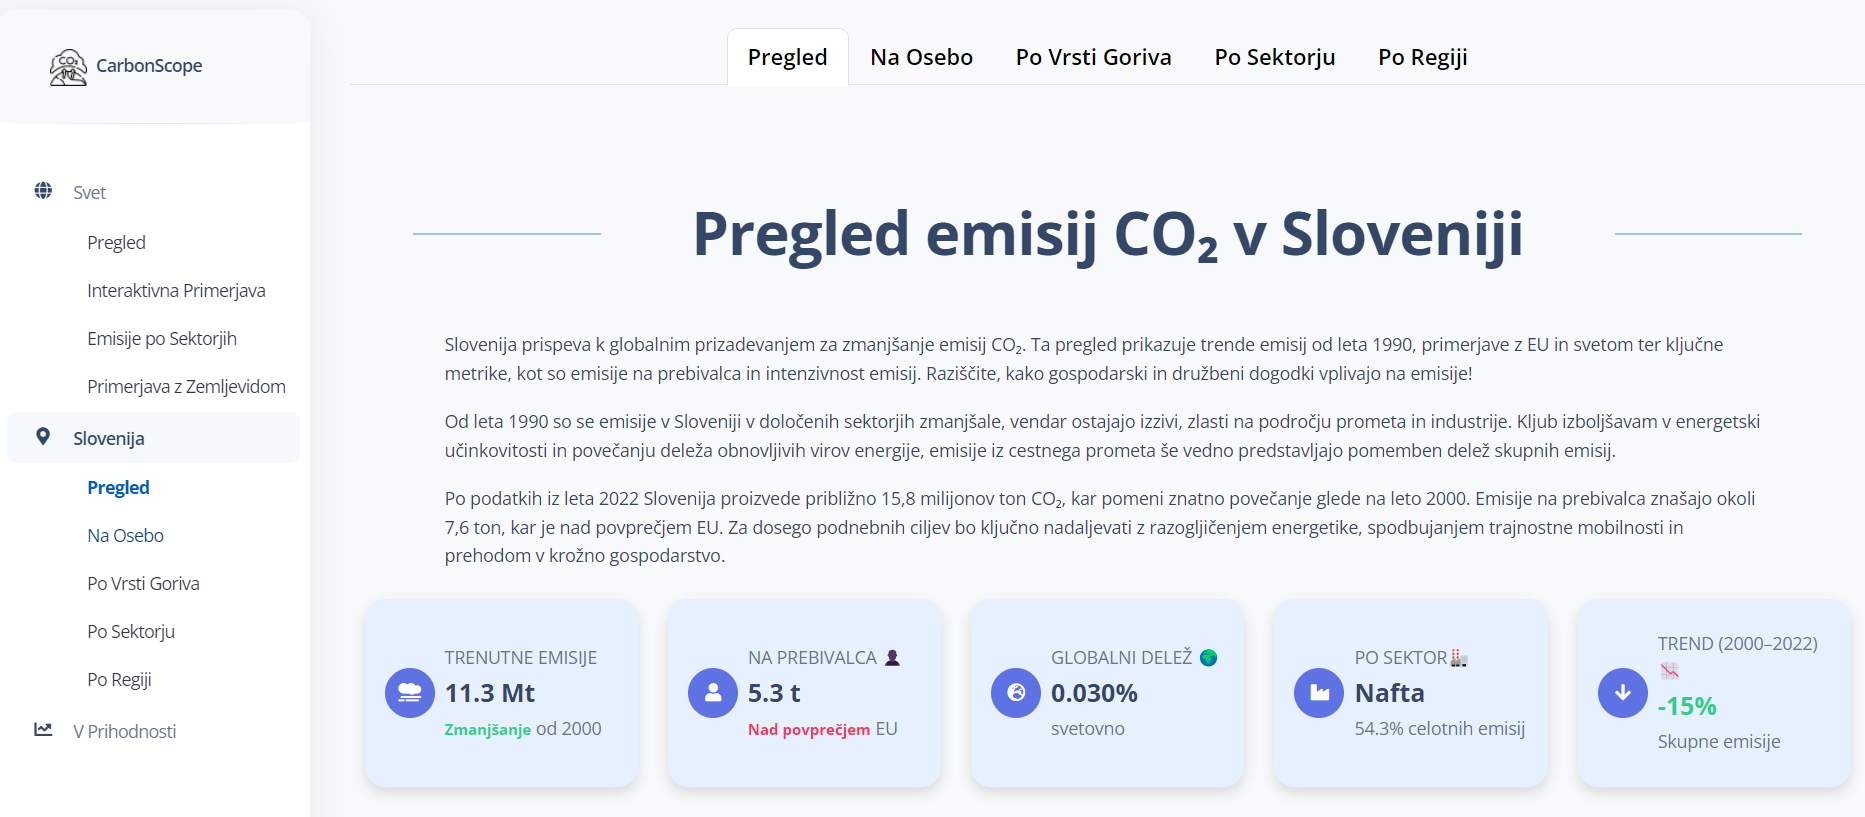 CarbonScope
Svet
Pregled
Interaktivna Primerjava
Emisije po Sektorjih
Primerjava z Zemljevidom
Slovenija
Pregled
Na Osebo
Po Vrsti Goriva
Po Sektorju
Po Regiji
V Prihodnosti
Pregled Na Osebo Po Vrsti Goriva Po Sektorju Po Regiji
Pregled emisij CO₂ v Sloveniji
Slovenija prispeva k globalnim prizadevanjem za zmanjšanje emisij CO₂. Ta pregled prikazuje trende emisij od leta 1990, primerjave z EU in svetom ter ključne
metrike, kot so emisije na prebivalca in intenzivnost emisij. Raziščite, kako gospodarski in družbeni dogodki vplivajo na emisije!
Od leta 1990 so se emisije v Sloveniji v določenih sektorjih zmanjšale, vendar ostajajo izzivi, zlasti na področju prometa in industrije. Kljub izboljšavam v energetski
učinkovitosti in povečanju deleža obnovljivih virov energije, emisije iz cestnega prometa še vedno predstavljajo pomemben delež skupnih emisij.
Po podatkih iz leta 2022 Slovenija proizvede približno 15,8 milijonov ton CO₂, kar pomeni znatno povečanje glede na leto 2000. Emisije na prebivalca znašajo okoli
7,6 ton, kar je nad povprečjem EU. Za dosego podnebnih ciljev bo ključno nadaljevati z razogljičenjem energetike, spodbujanjem trajnostne mobilnosti in
prehodom v krožno gospodarstvo.
TRENUTNE EMISIJE
11.3 Mt
Zmanjšanje od 2000
NA PREBIVALCA
5.3 t
Nad povprečjem EU
GLOBALNI DELEŽ
0.030%
svetovno
PO SEKTOR
Nafta
54.3% celotnih emisij
TREND (2000–2022)
-15%
Skupne emisije